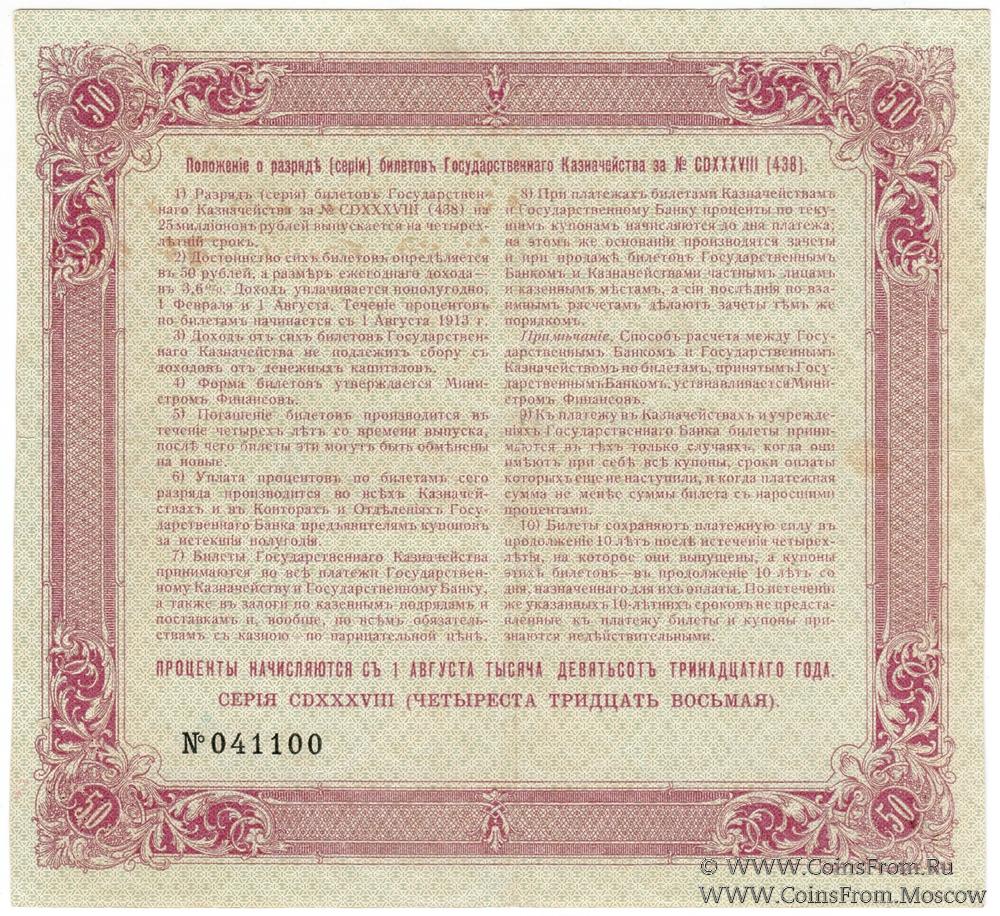 50
50
Положеніе о разрядѣ (серіи) билетовъ Государственнаго Казначейства за № CDXXXVIII (438).
1) Разрядъ (серія) билетовъ Государствен-
наго Казначейства за № CDXXXVIII (438) на
25 милліоновъ рублей выпускается на четырех-
лѣтній срокъ.
2) Достоинство сихъ билетовъ опредѣляется
въ 50 рублей, а размѣръ ежегоднаго дохода—
въ 3,6%. Доходъ уплачивается пополугодно,
1 Февраля и 1 Августа. Теченіе процентовъ
по билетамъ начинается съ 1 Августа 1913 г.
3) Доходъ отъ сихъ билетовъ Государствен-
наго Казначейства не подлежитъ сбору съ
доходовъ отъ денежныхъ капиталовъ.
4) Форма билетовъ утверждается Мини-
стромъ Финансовъ.
5) Погашеніе билетовъ производится въ
теченіе четырехъ лѣтъ со времени выпуска,
послѣ чего билеты эти могутъ быть обмѣнены
на новые.
6) Уплата процентовъ по билетамъ сего
разряда производится во всѣхъ Казначей-
ствахъ и въ Конторахъ и Отдѣленіяхъ Госу-
дарственнаго Банка предъявителямъ купоновъ
за истекшія полугодія.
7) Билеты Государственнаго Казначейства
принимаются во всѣ платежи Государствен-
ному Казначейству и Государственному Банку,
а также въ залоги по казеннымъ подрядамъ и
поставкамъ и, вообще, по всѣмъ обязатель-
ствамъ съ казною—по нарицательной цѣнѣ.
8) При платежахъ билетами Казначействамъ
и Государственному Банку проценты по теку-
щимъ купонамъ начисляются до дня платежа;
на этомъ же основаніи производятся зачеты
и при продажѣ билетовъ Государственнымъ
Банкомъ и Казначействами частнымъ лицамъ
и казеннымъ мѣстамъ, а сіи послѣднія по вза-
имнымъ расчетамъ дѣлаютъ зачеты тѣмъ же
порядкомъ.
Примѣчаніе. Способъ расчета между Госу-
дарственнымъ Банкомъ и Государственнымъ
Казначействомъ по билетамъ, принятымъ Госу-
дарственнымъ Банкомъ, устанавливается Мини-
стромъ Финансовъ.
9) Къ платежу въ Казначействахъ и учрежде-
ніяхъ Государственнаго Банка билеты прини-
маются въ тѣхъ только случаяхъ, когда они
имѣютъ при себѣ всѣ купоны, сроки оплаты
которыхъ еще не наступили, и когда платежная
сумма не менѣе суммы билета съ наросшими
процентами.
10) Билеты сохраняютъ платежную силу въ
продолженіе 10 лѣтъ послѣ истеченія четырех-
лѣтія, на которое они выпущены, а купоны
этихъ билетовъ—въ продолженіе 10 лѣтъ со
дня, назначеннаго для ихъ оплаты. По истеченіи
же указанныхъ 10-лѣтнихъ сроковъ не предста-
вленные къ платежу билеты и купоны при-
знаются недѣйствительными.
ПРОЦЕНТЫ НАЧИСЛЯЮТСЯ СЪ 1 АВГУСТА ТЫСЯЧА ДЕВЯТЬСОТЪ ТРИНАДЦАТАГО ГОДА.
СЕРІЯ CDXXXVIII (ЧЕТЫРЕСТА ТРИДЦАТЬ ВОСЬМАЯ).
№ 041100
50
50
© WWW.CoinsFrom.Ru
WWW.CoinsFrom.Moscow